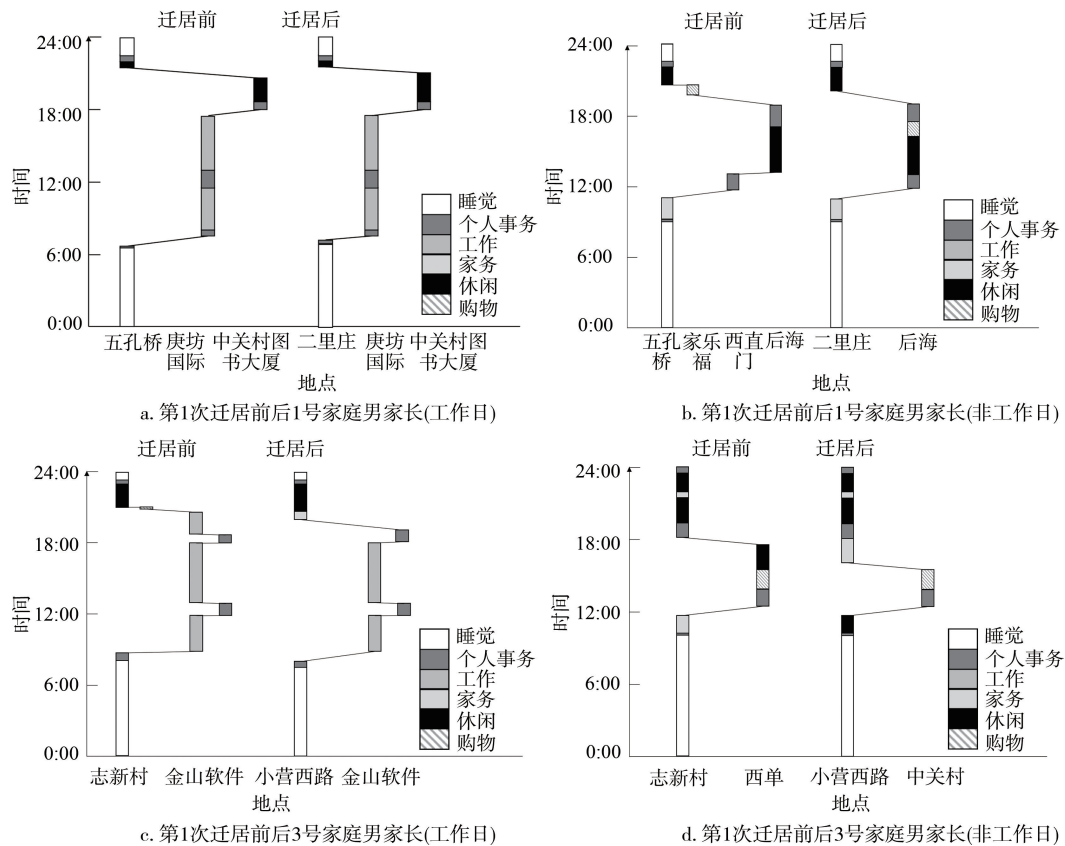 迁居前 迁居后
24:00
18:00
12:00
6:00
0:00
时间
睡觉
个人事务
工作
家务
休闲
购物
五孔桥 庚坊国际 中关村图书大厦 二里庄 庚坊国际 中关村图书大厦
地点
a. 第1次迁居前后1号家庭男家长(工作日)
迁居前 迁居后
24:00
18:00
12:00
6:00
0:00
时间
睡觉
个人事务
工作
家务
休闲
购物
五孔桥 家乐福 西直门 后海 二里庄 后海
地点
b. 第1次迁居前后1号家庭男家长(非工作日)
迁居前 迁居后
24:00
18:00
12:00
6:00
0:00
时间
睡觉
个人事务
工作
家务
休闲
购物
志新村 金山软件 小营西路 金山软件
地点
c. 第1次迁居前后3号家庭男家长(工作日)
迁居前 迁居后
24:00
18:00
12:00
6:00
0:00
时间
睡觉
个人事务
工作
家务
休闲
购物
志新村 西单 小营西路 中关村
地点
d. 第1次迁居前后3号家庭男家长(非工作日)